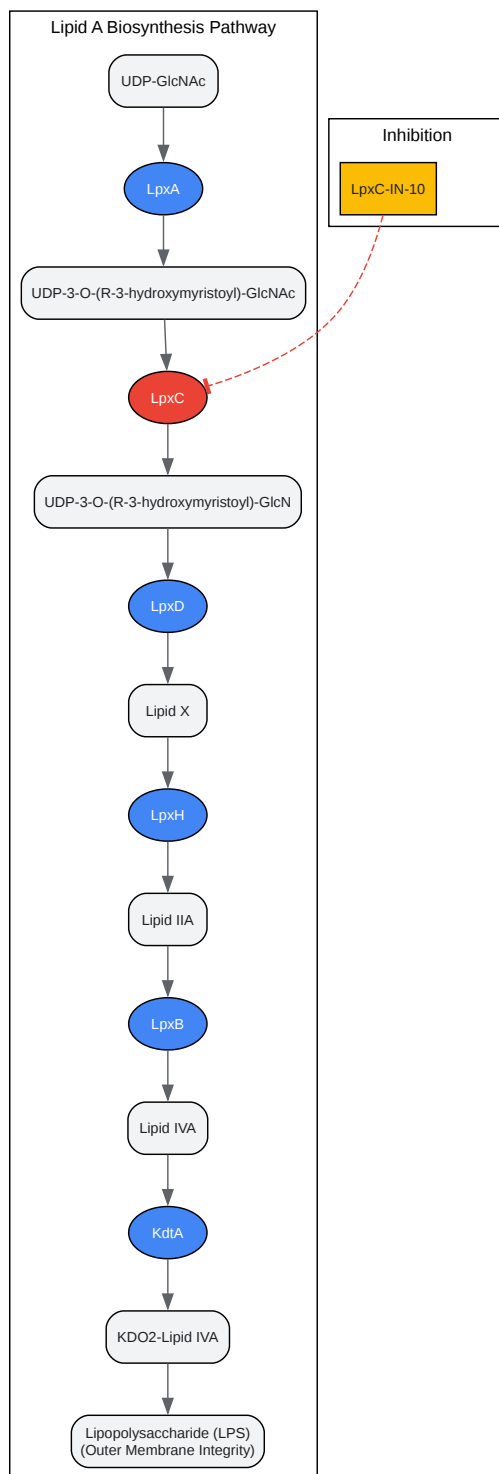 Lipid A Biosynthesis Pathway
UDP-GlcNAc
Inhibition
LpxA
LpxC-IN-10
UDP-3-O-(R-3-hydroxymyristoyl)-GlcNAc
LpxC
UDP-3-O-(R-3-hydroxymyristoyl)-GlcN
LpxD
Lipid X
LpxH
Lipid IIA
LpxB
Lipid IVA
KdtA
KDO2-Lipid IVA
Lipopolysaccharide (LPS)
(Outer Membrane Integrity)